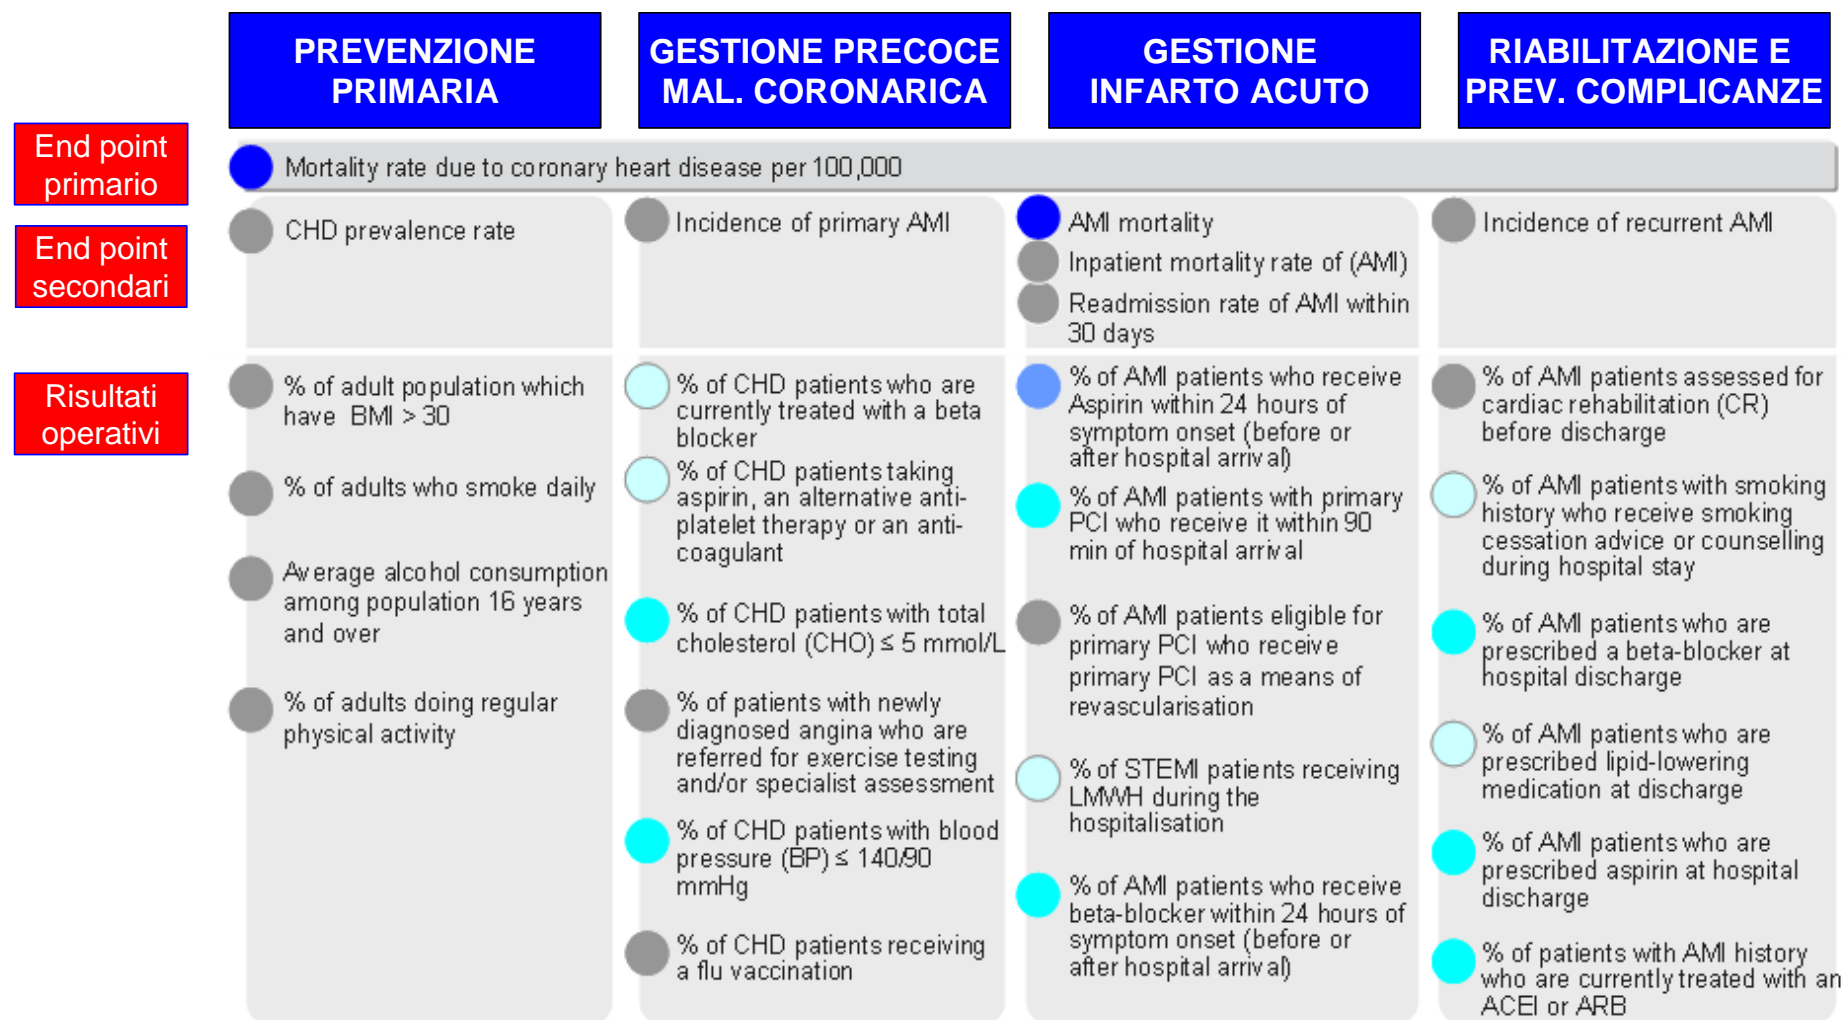 PREVENZIONE
PRIMARIA
GESTIONE PRECOCE
MAL. CORONARICA
GESTIONE
INFARTO ACUTO
RIABILITAZIONE E
PREV. COMPLICANZE
End point
primario
Mortality rate due to coronary heart disease per 100,000
End point
secondari
CHD prevalence rate
Incidence of primary AMI
AMI mortality
Inpatient mortality rate of (AMI)
Readmission rate of AMI within
30 days
Incidence of recurrent AMI
Risultati
operativi
% of adult population which
have BMI > 30
% of adults who smoke daily
Average alcohol consumption
among population 16 years
and over
% of adults doing regular
physical activity
% of CHD patients who are
currently treated with a beta
blocker
% of CHD patients taking
aspirin, an alternative anti-
platelet therapy or an anti-
coagulant
% of CHD patients with total
cholesterol (CHO) ≤ 5 mmol/L
% of patients with newly
diagnosed angina who are
referred for exercise testing
and/or specialist assessment
% of CHD patients with blood
pressure (BP) ≤ 140/90
mmHg
% of CHD patients receiving
a flu vaccination
% of AMI patients who receive
Aspirin within 24 hours of
symptom onset (before or
after hospital arrival)
% of AMI patients with primary
PCI who receive it within 90
min of hospital arrival
% of AMI patients eligible for
primary PCI who receive
primary PCI as a means of
revascularisation
% of STEMI patients receiving
LMWH during the
hospitalisation
% of AMI patients who receive
beta-blocker within 24 hours of
symptom onset (before or
after hospital arrival)
% of AMI patients assessed for
cardiac rehabilitation (CR)
before discharge
% of AMI patients with smoking
history who receive smoking
cessation advice or counselling
during hospital stay
% of AMI patients who are
prescribed a beta-blocker at
hospital discharge
% of AMI patients who are
prescribed lipid-lowering
medication at discharge
% of AMI patients who are
prescribed aspirin at hospital
discharge
% of patients with AMI history
who are currently treated with an
ACEI or ARB